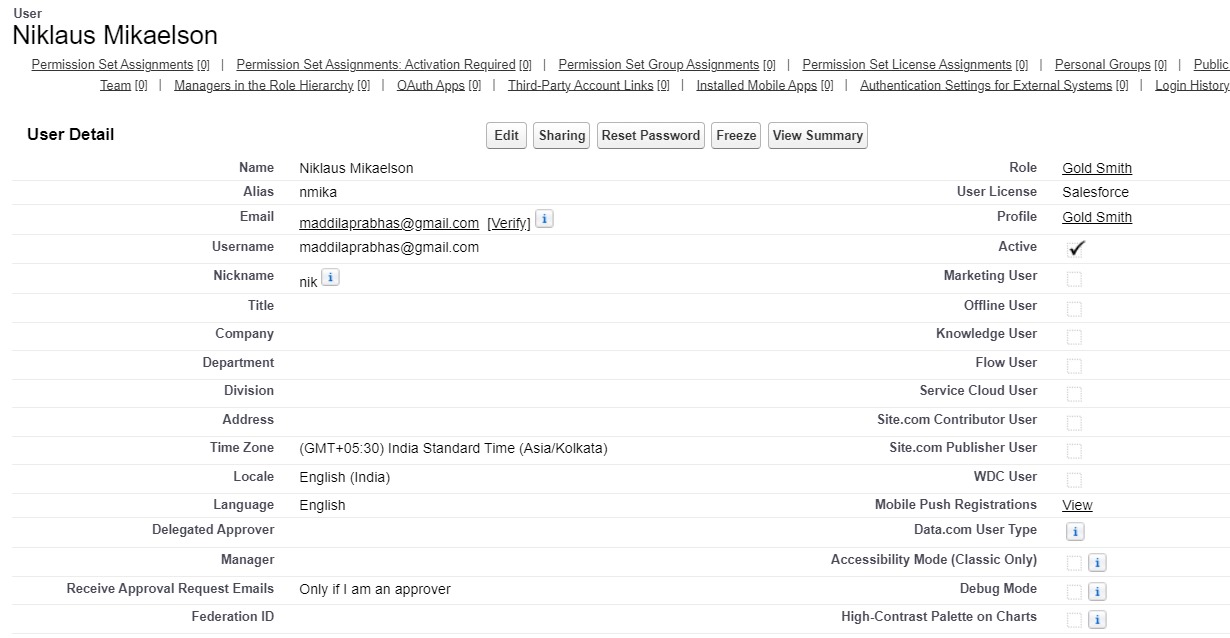 User
Niklaus Mikaelson
Permission Set Assignments [0] | Permission Set Assignments: Activation Required [0] | Permission Set Group Assignments [0] | Permission Set License Assignments [0] | Personal Groups [0] | Public
Team [0] | Managers in the Role Hierarchy [0] | OAuth Apps [0] | Third-Party Account Links [0] | Installed Mobile Apps [0] | Authentication Settings for External Systems [0] | Login History
User Detail Edit Sharing Reset Password Freeze View Summary
Name Niklaus Mikaelson Role Gold Smith
Alias nmika User License Salesforce
Email maddilaprabhas@gmail.com [Verify] i Profile Gold Smith
Username maddilaprabhas@gmail.com Active ✓
Nickname nik i Marketing User
Title Offline User
Company Knowledge User
Department Flow User
Division Service Cloud User
Address Site.com Contributor User
Time Zone (GMT+05:30) India Standard Time (Asia/Kolkata) Site.com Publisher User
Locale English (India) WDC User
Language English Mobile Push Registrations View
Delegated Approver Data.com User Type i
Manager Accessibility Mode (Classic Only) i
Receive Approval Request Emails Only if I am an approver Debug Mode i
Federation ID High-Contrast Palette on Charts i